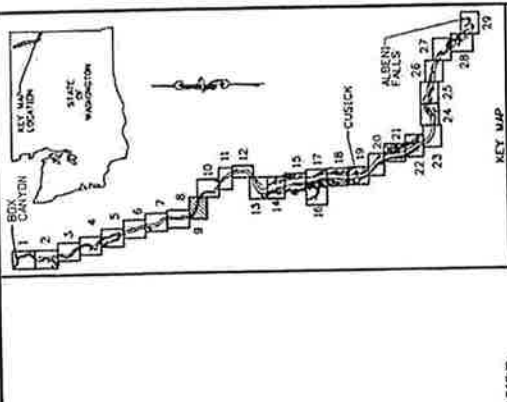 BOX
CANYON
KEY MAP
LOCATION
STATE
OF
WASHINGTON
1
2
3
4
5
6
7
8
9
10
11
12
13
14
15
16
17
18
CUSICK
19
20
21
22
23
24
25
26
27
28
29
ALBENI
FALLS
KEY MAP